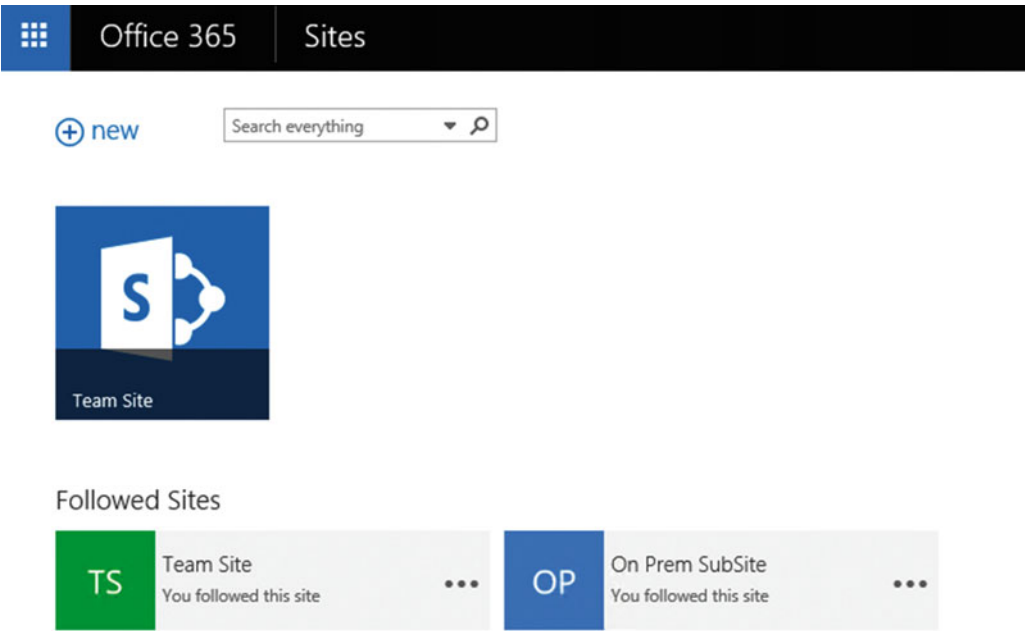 Office 365 Sites
new Search everything
S
Team Site
Followed Sites
TS Team Site
You followed this site
OP On Prem SubSite
You followed this site